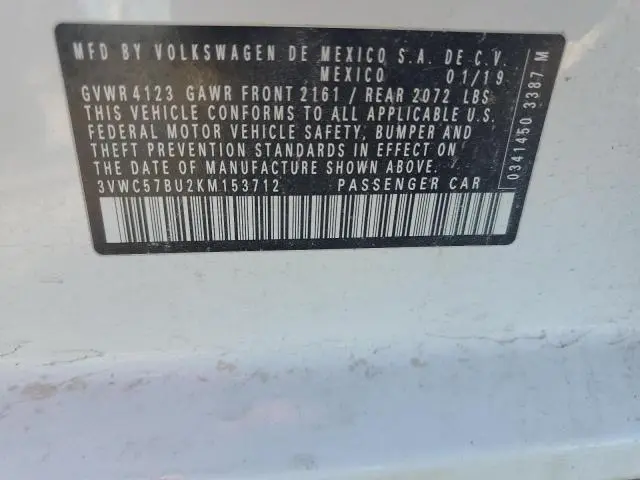 MFD BY VOLKSWAGEN DE MEXICO S.A. DE C.V.
MEXICO 01/19
GVWR 4123 GAWR FRONT 2161 / REAR 2072 LBS
THIS VEHICLE CONFORMS TO ALL APPLICABLE U.S.
FEDERAL MOTOR VEHICLE SAFETY, BUMPER AND
THEFT PREVENTION STANDARDS IN EFFECT ON
THE DATE OF MANUFACTURE SHOWN ABOVE.
3VWC57BU2KM153712 PASSENGER CAR
0341450 3387 M